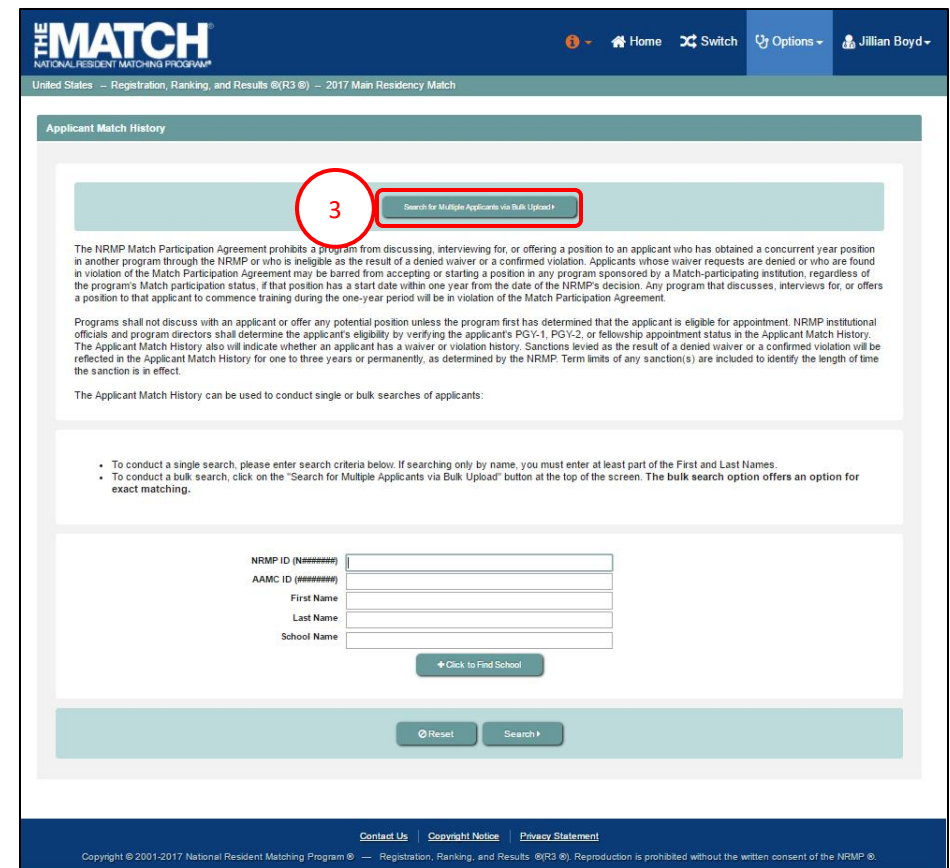 THE MATCH®
NATIONAL RESIDENT MATCHING PROGRAM®
Home Switch Options Jillian Boyd
United States – Registration, Ranking, and Results ®(R3 ®) – 2017 Main Residency Match
Applicant Match History
3
Search for Multiple Applicants via Bulk Upload
The NRMP Match Participation Agreement prohibits a program from discussing, interviewing for, or offering a position to an applicant who has obtained a concurrent year position
in another program through the NRMP or who is ineligible as the result of a denied waiver or a confirmed violation. Applicants whose waiver requests are denied or who are found
in violation of the Match Participation Agreement may be barred from accepting or starting a position in any program sponsored by a Match-participating institution, regardless of
the program's Match participation status, if that position has a start date within one year from the date of the NRMP's decision. Any program that discusses, interviews for, or offers
a position to that applicant to commence training during the one-year period will be in violation of the Match Participation Agreement.
Programs shall not discuss with an applicant or offer any potential position unless the program first has determined that the applicant is eligible for appointment. NRMP institutional
officials and program directors shall determine the applicant's eligibility by verifying the applicant's PGY-1, PGY-2, or fellowship appointment status in the Applicant Match History.
The Applicant Match History also will indicate whether an applicant has a waiver or violation history. Sanctions levied as the result of a denied waiver or a confirmed violation will be
reflected in the Applicant Match History for one to three years or permanently, as determined by the NRMP. Term limits of any sanction(s) are included to identify the length of time
the sanction is in effect.
The Applicant Match History can be used to conduct single or bulk searches of applicants:
• To conduct a single search, please enter search criteria below. If searching only by name, you must enter at least part of the First and Last Names.
• To conduct a bulk search, click on the "Search for Multiple Applicants via Bulk Upload" button at the top of the screen. The bulk search option offers an option for
exact matching.
NRMP ID (N#######)
AAMC ID (########)
First Name
Last Name
School Name
+ Click to Find School
Reset Search
Contact Us | Copyright Notice | Privacy Statement
Copyright © 2001-2017 National Resident Matching Program ® — Registration, Ranking, and Results ®(R3 ®). Reproduction is prohibited without the written consent of the NRMP ®.